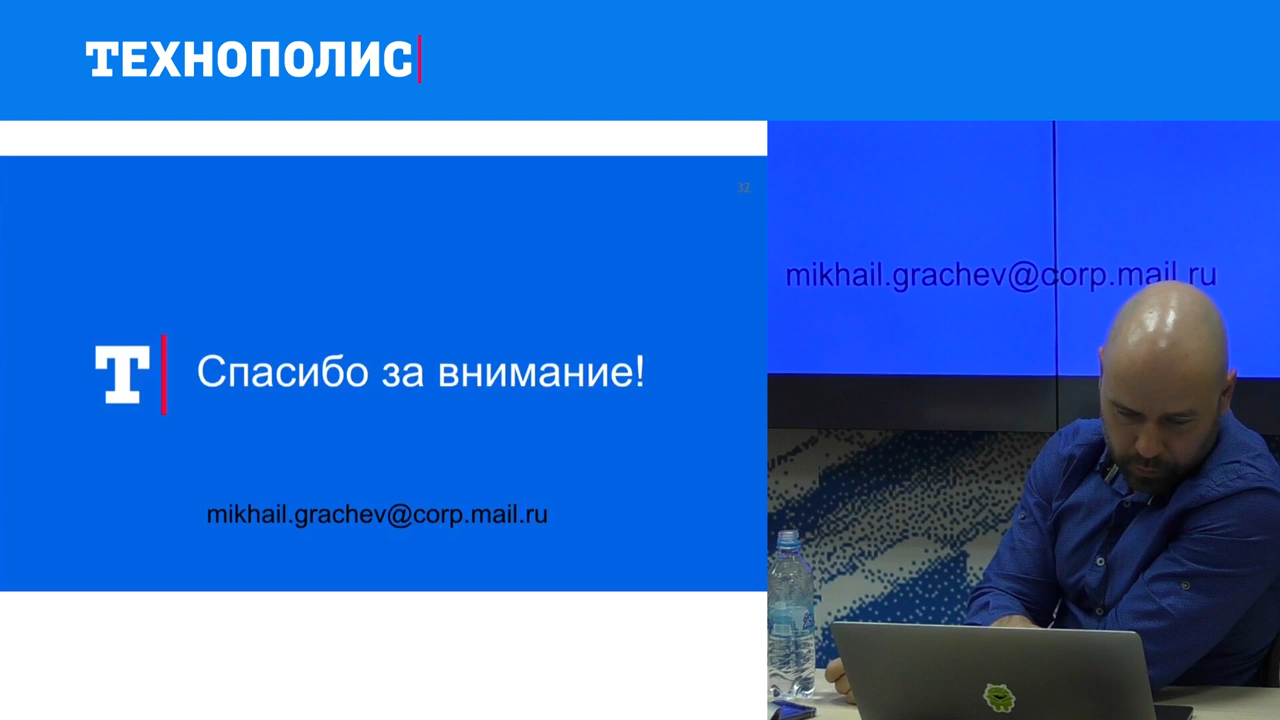 ТЕХНОПОЛИС
32
Т
Спасибо за внимание!
mikhail.grachev@corp.mail.ru
mikhail.grachev@corp.mail.ru